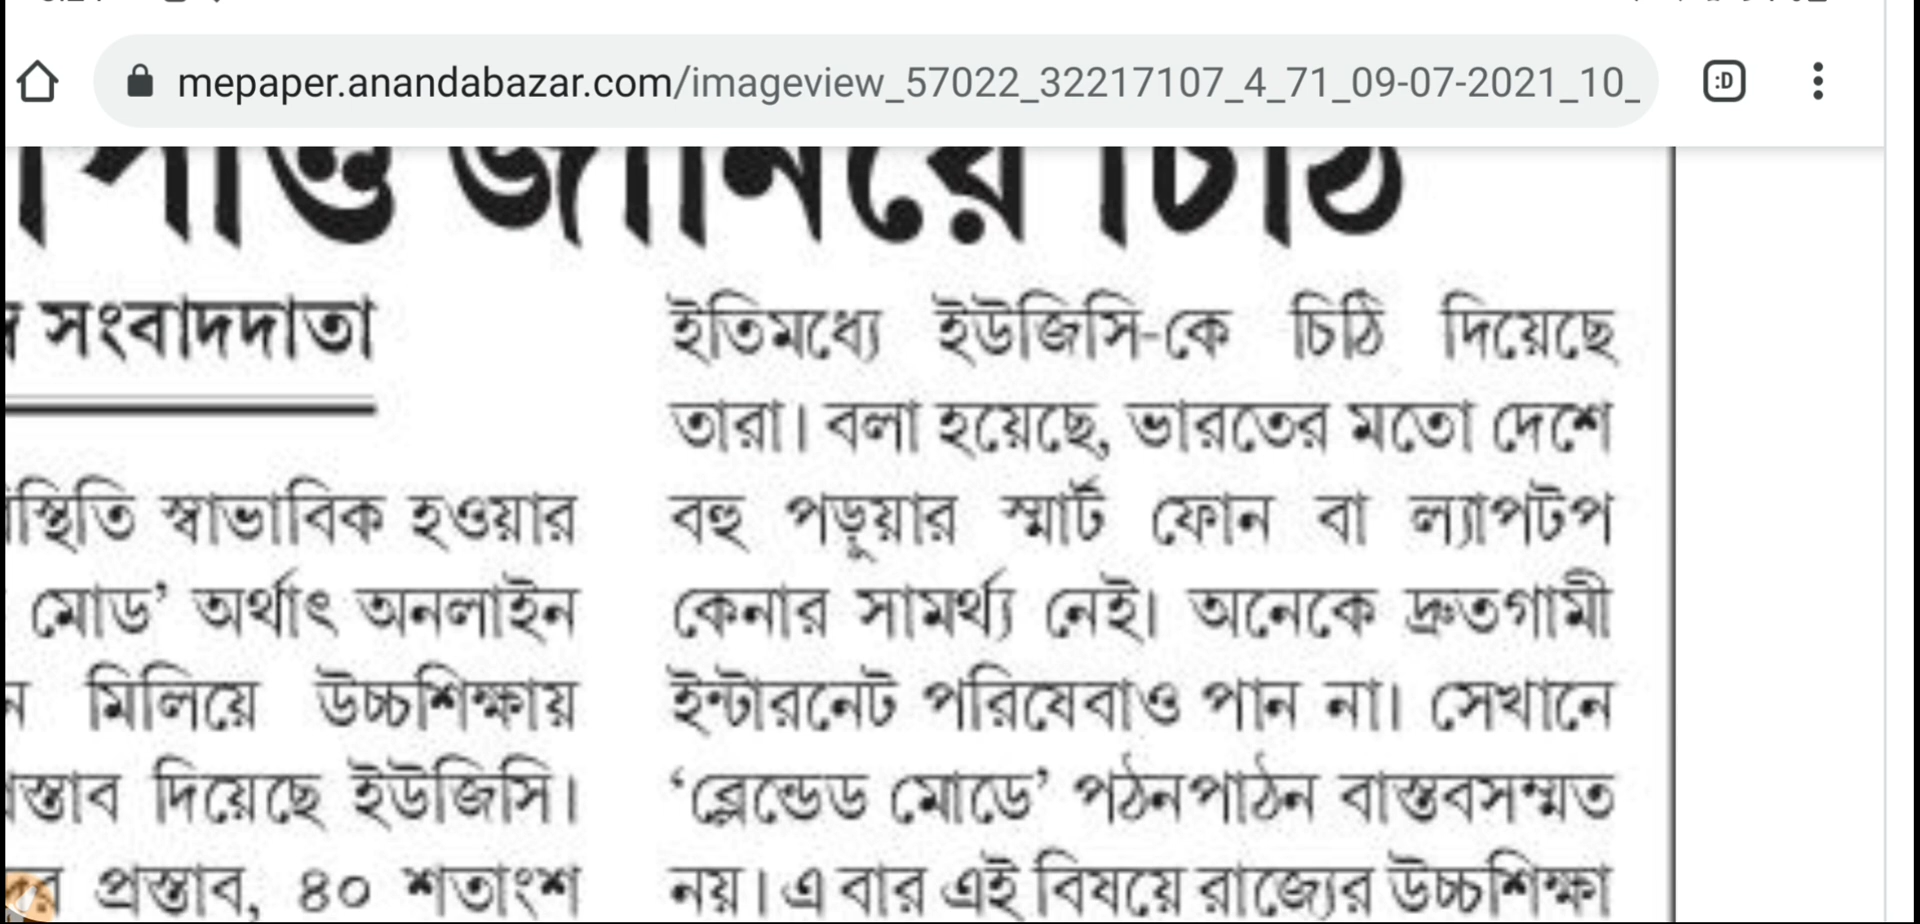 mepaper.anandabazar.com/imageview_57022_32217107_4_71_09-07-2021_10_
:D
জানিয়ে চিঠি
সংবাদদাতা
স্বাভাবিক হওয়ার
মোড’ অর্থাৎ অনলাইন
মিলিয়ে উচ্চশিক্ষায়
দিয়েছে ইউজিসি।
প্রস্তাব, ৪০ শতাংশ
ইতিমধ্যে ইউজিসি-কে চিঠি দিয়েছে
তারা। বলা হয়েছে, ভারতের মতো দেশে
বহু পড়ুয়ার স্মার্ট ফোন বা ল্যাপটপ
কেনার সামর্থ্য নেই। অনেকে দ্রুতগামী
ইন্টারনেট পরিষেবাও পান না। সেখানে
‘ব্লেন্ডেড মোডে’ পঠনপাঠন বাস্তবসম্মত
নয়। এ বার এই বিষয়ে রাজ্যের উচ্চশিক্ষা